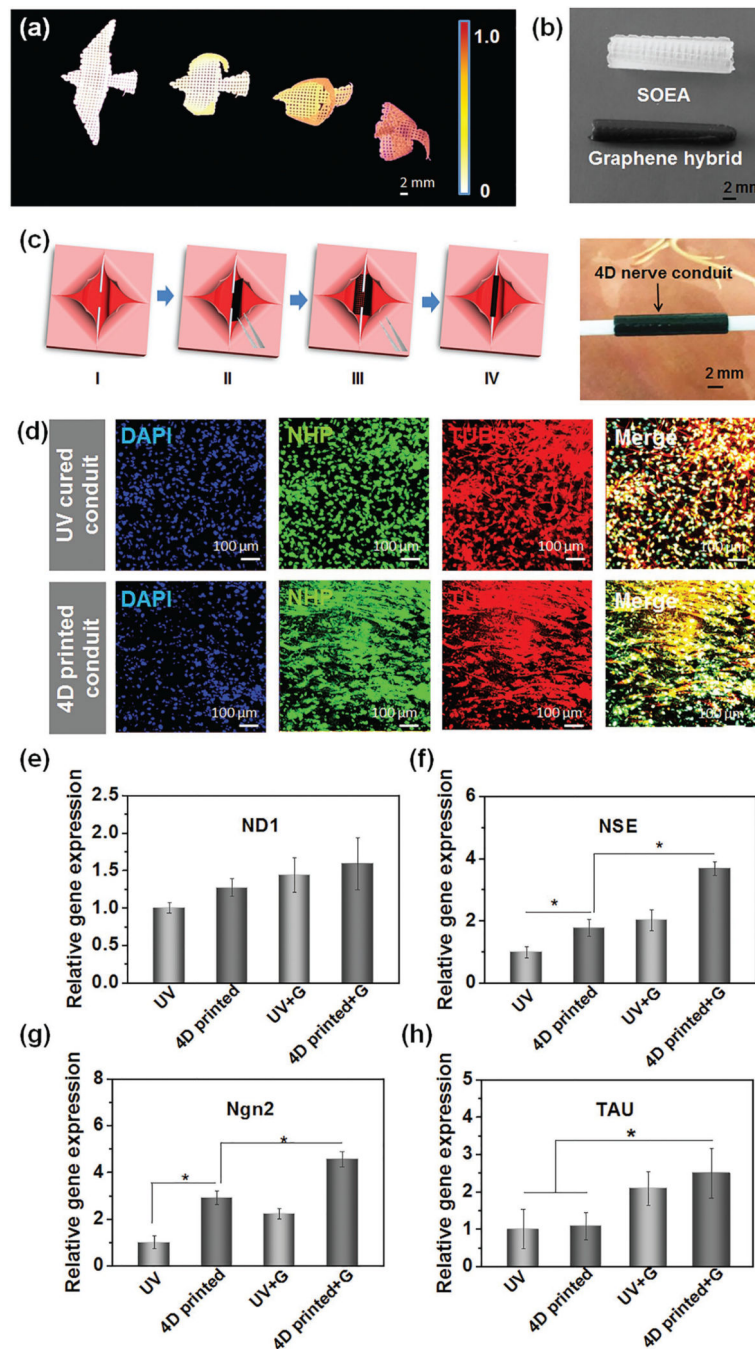 (a)
1.0
0
2 mm
(b)
SOEA
Graphene hybrid
2 mm
(c)
I
II
III
IV
4D nerve conduit
2 mm
(d)
UV cured
conduit
DAPI
100 µm
NHP
100 µm
100 µm
Merge
100 µm
4D printed
conduit
DAPI
100 µm
NHP
100 µm
100 µm
Merge
100 µm
(e)
Relative gene expression
2.5
2.0
1.5
1.0
0.5
0.0
ND1
UV
4D printed
UV+G
4D printed+G
(f)
Relative gene expression
6
4
2
0
NSE
*
*
UV
4D printed
UV+G
4D printed+G
(g)
Relative gene expression
8
6
4
2
0
Ngn2
*
*
UV
4D printed
UV+G
4D printed+G
(h)
Relative gene expression
5
4
3
2
1
0
TAU
*
UV
4D printed
UV+G
4D printed+G